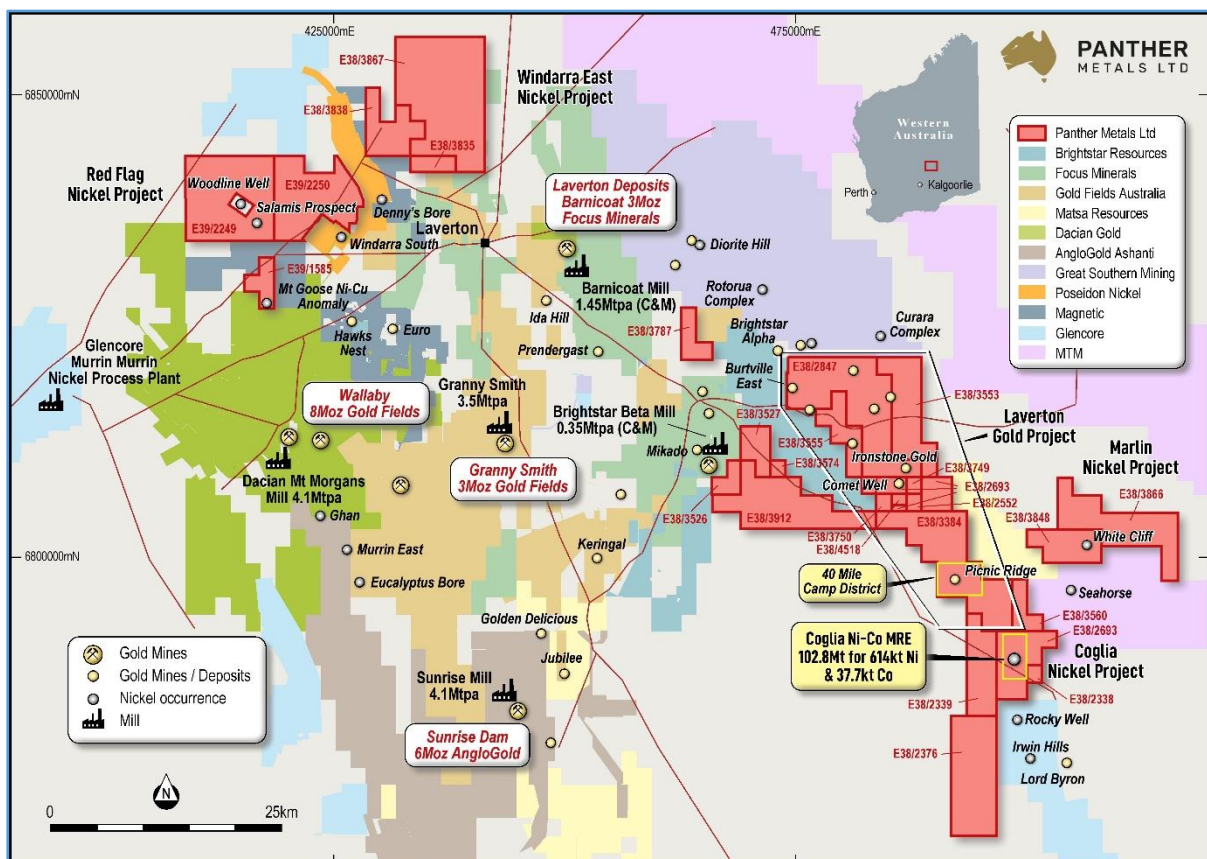 425000mE
475000mE
6850000mN
6800000mN
PANTHER
METALS LTD
Western
Australia
Perth
Kalgoorlie
Panther Metals Ltd
Brightstar Resources
Focus Minerals
Gold Fields Australia
Matsa Resources
Dacian Gold
AngloGold Ashanti
Great Southern Mining
Poseidon Nickel
Magnetic
Glencore
MTM
E38/3867
E38/3838
E38/3835
Windarra East
Nickel Project
Red Flag
Nickel Project
Woodline Well
E39/2250
Salamis Prospect
E39/2249
Denny's Bore
Laverton
Windarra South
E39/1585
Mt Goose Ni-Cu
Anomaly
Hawks
Nest
Euro
Laverton Deposits
Barnicoat 3Moz
Focus Minerals
Barnicoat Mill
1.45Mtpa (C&M)
Diorite Hill
Rotorua
Complex
Ida Hill
Prendergast
E38/3787
Brightstar
Alpha
Curara
Complex
Burtville
East
E38/2847
E38/3553
Laverton
Gold Project
Glencore
Murrin Murrin
Nickel Process Plant
Wallaby
8Moz Gold Fields
Granny Smith
3.5Mtpa
Granny Smith
3Moz Gold Fields
Brightstar Beta Mill
0.35Mtpa (C&M)
Mikado
E38/3527
E38/3555
E38/3574
Ironstone Gold
Comet Well
E38/3749
E38/2693
E38/2552
Marlin
Nickel Project
E38/3866
E38/3848
White Cliff
Dacian Mt Morgans
Mill 4.1Mtpa
Ghan
E38/3526
E38/3912
E38/3750
E38/4518
E38/3384
Murrin East
Eucalyptus Bore
Keringal
40 Mile
Camp District
Picnic Ridge
Seahorse
E38/3560
E38/2693
Coglia
Nickel Project
Coglia Ni-Co MRE
102.8Mt for 614kt Ni
& 37.7kt Co
Golden Delicious
Jubilee
Sunrise Mill
4.1Mtpa
Sunrise Dam
6Moz AngloGold
E38/2339
E38/2338
E38/2376
Rocky Well
Irwin Hills
Lord Byron
Gold Mines
Gold Mines / Deposits
Nickel occurrence
Mill
N
0
25km